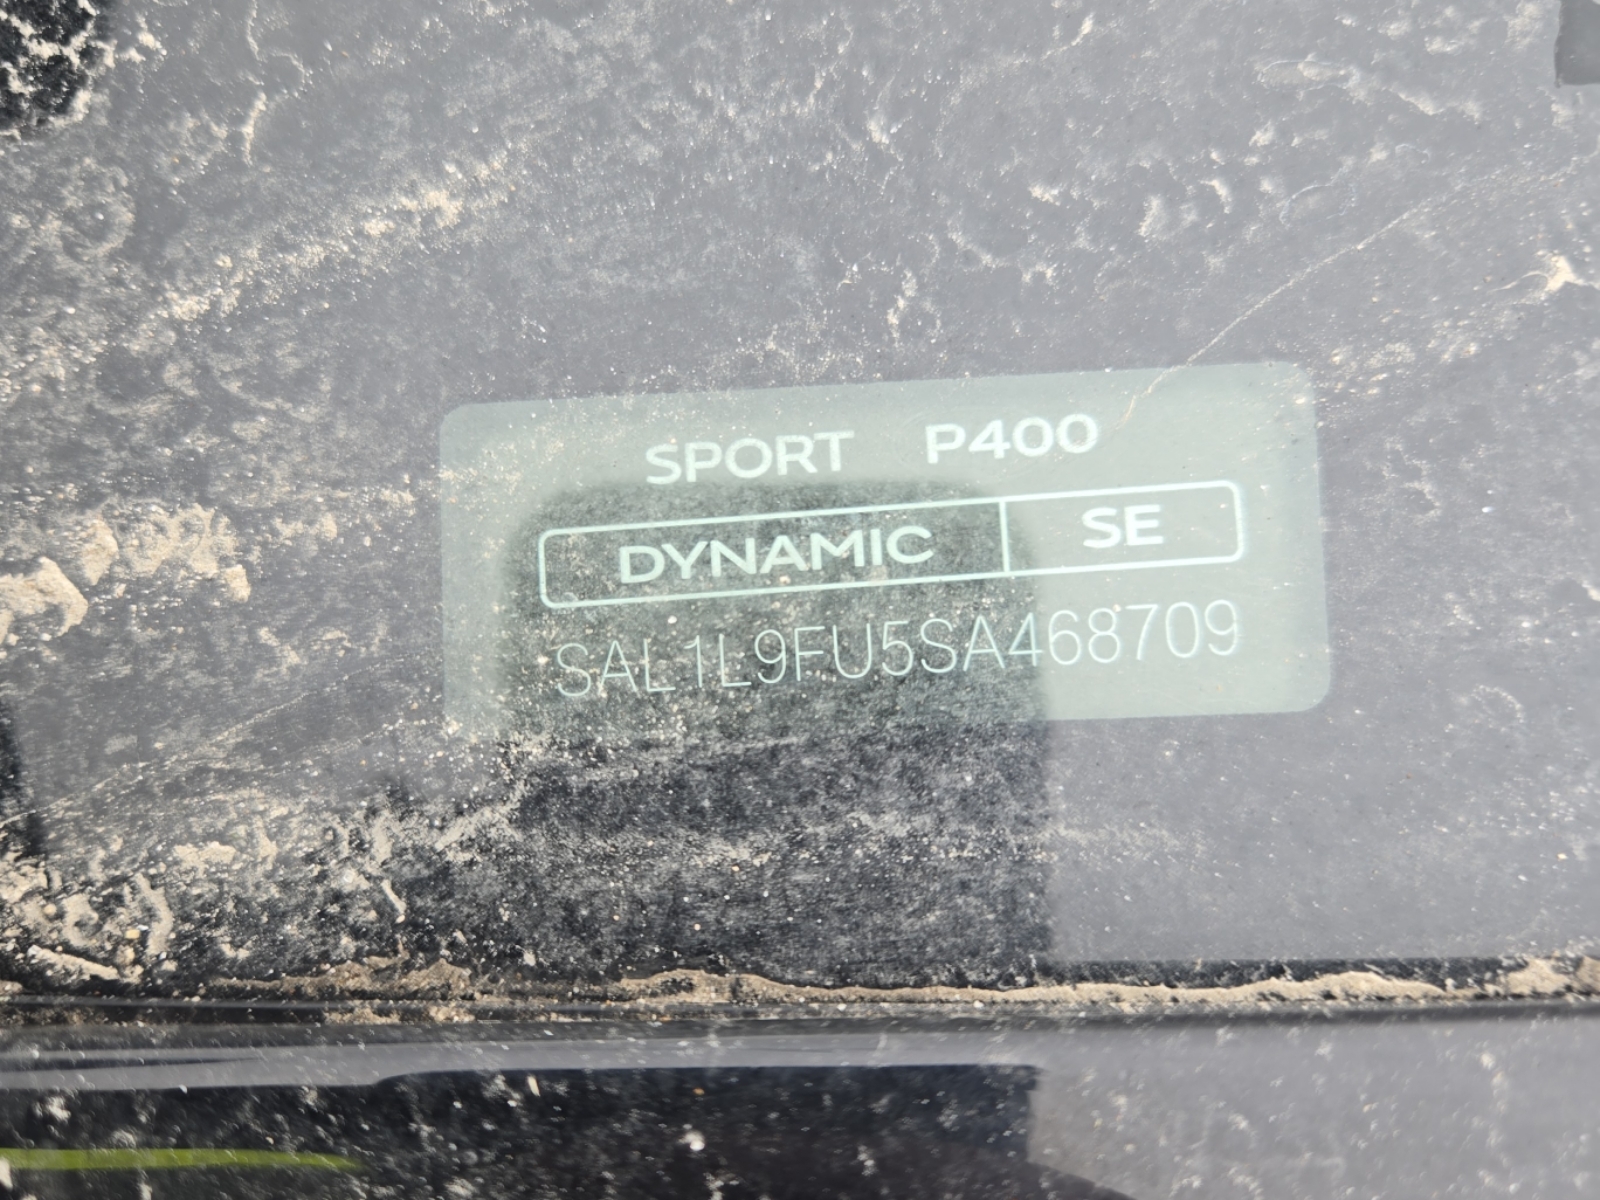 SPORT P400
DYNAMIC SE
SAL1L9FU5SA468709